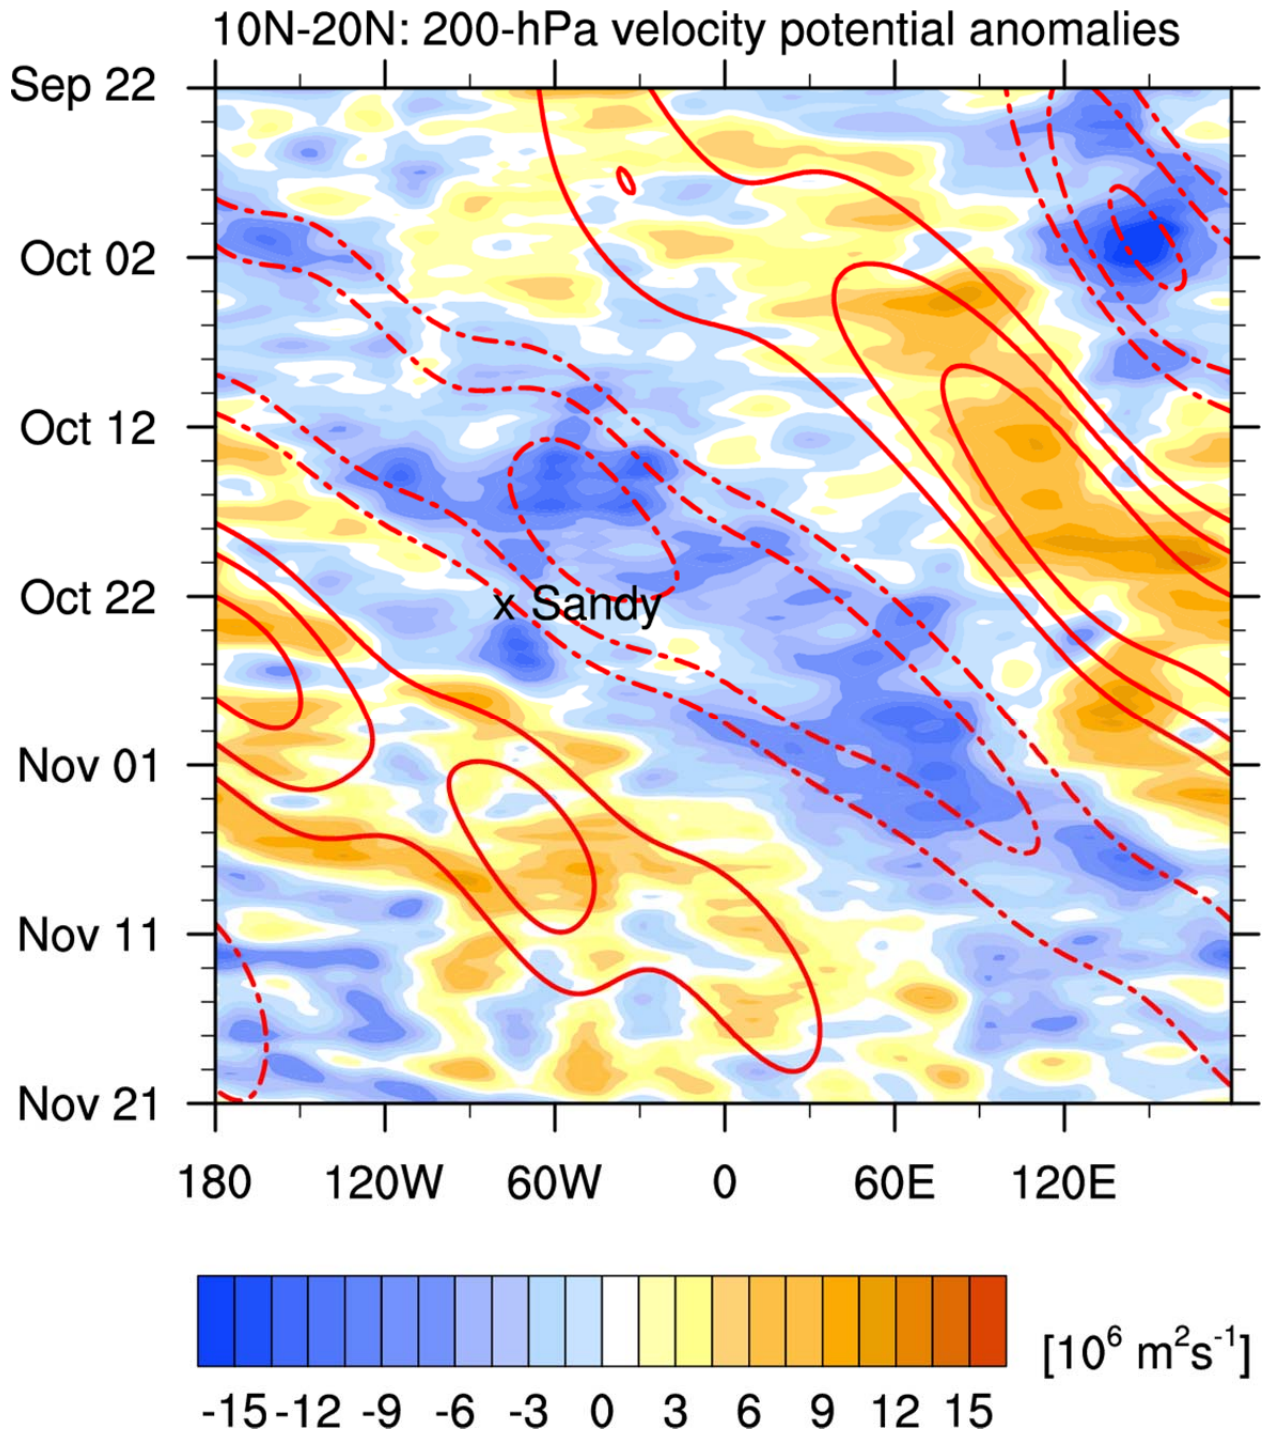 10N-20N: 200-hPa velocity potential anomalies
Sep 22
Oct 02
Oct 12
Oct 22
x Sandy
Nov 01
Nov 11
Nov 21
180 120W 60W 0 60E 120E
[10⁶ m²s⁻¹]
-15 -12 -9 -6 -3 0 3 6 9 12 15